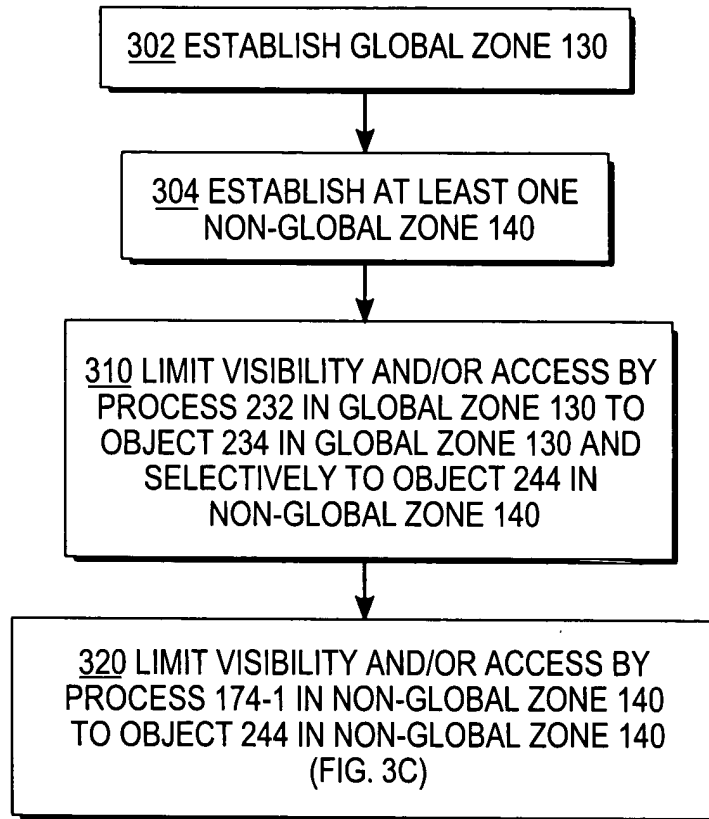 302 ESTABLISH GLOBAL ZONE 130
304 ESTABLISH AT LEAST ONE
NON-GLOBAL ZONE 140
310 LIMIT VISIBILITY AND/OR ACCESS BY
PROCESS 232 IN GLOBAL ZONE 130 TO
OBJECT 234 IN GLOBAL ZONE 130 AND
SELECTIVELY TO OBJECT 244 IN
NON-GLOBAL ZONE 140
320 LIMIT VISIBILITY AND/OR ACCESS BY
PROCESS 174-1 IN NON-GLOBAL ZONE 140
TO OBJECT 244 IN NON-GLOBAL ZONE 140
(FIG. 3C)